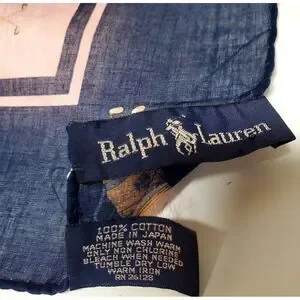 Ralph Lauren
100% COTTON
MADE IN JAPAN
MACHINE WASH WARM
ONLY NON CHLORINE
BLEACH WHEN NEEDED
TUMBLE DRY LOW
WARM IRON
RN 26128